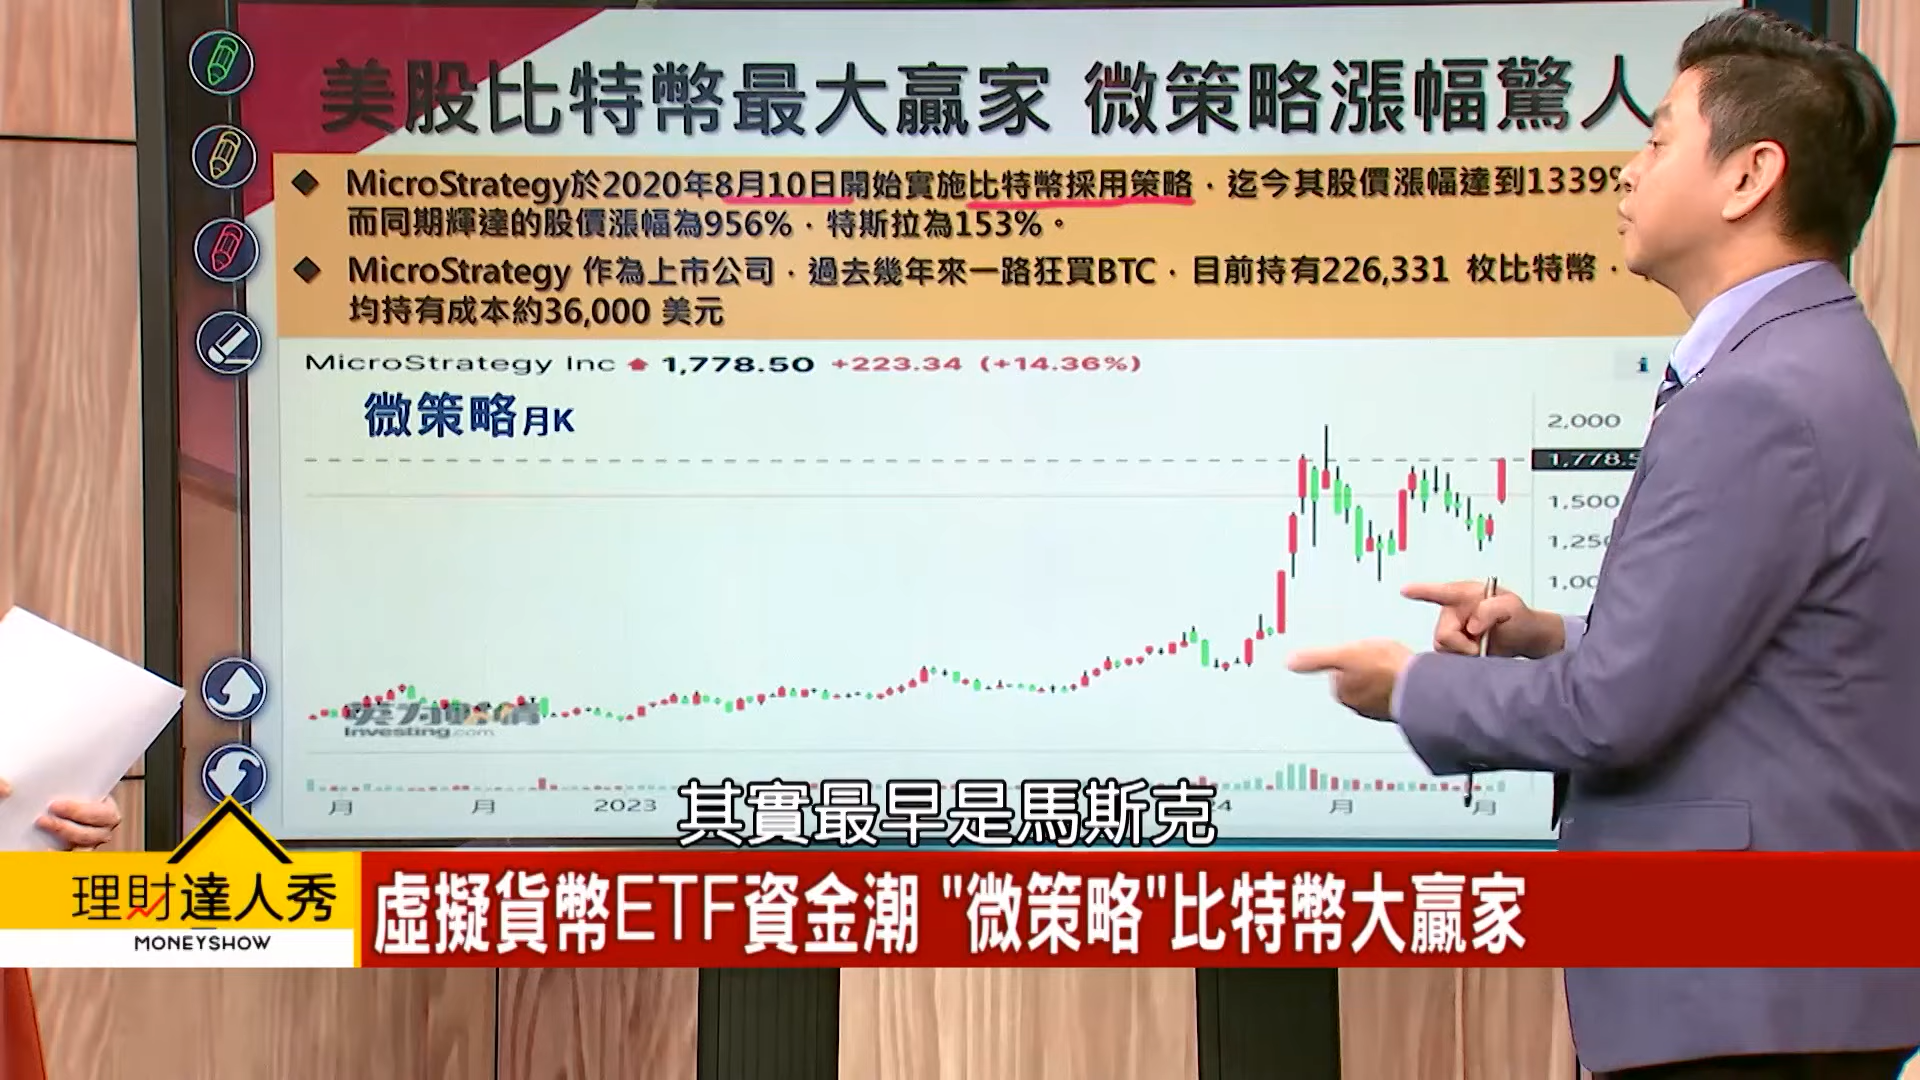 美股比特幣最大贏家 微策略漲幅驚人
◆ MicroStrategy於2020年8月10日開始實施比特幣採用策略，迄今其股價漲幅達到1339%
而同期輝達的股價漲幅為956%，特斯拉為153%。
◆ MicroStrategy 作為上市公司，過去幾年來一路狂買BTC，目前持有226,331 枚比特幣，
均持有成本約36,000 美元
MicroStrategy Inc 1,778.50 +223.34 (+14.36%)
i
微策略月K
2,000
1,778.5
1,500
1,250
1,00
英為財情
Investing.com
月 月 2023 24 月 月
其實最早是馬斯克
理財達人秀
MONEYSHOW
虛擬貨幣ETF資金潮 "微策略"比特幣大贏家